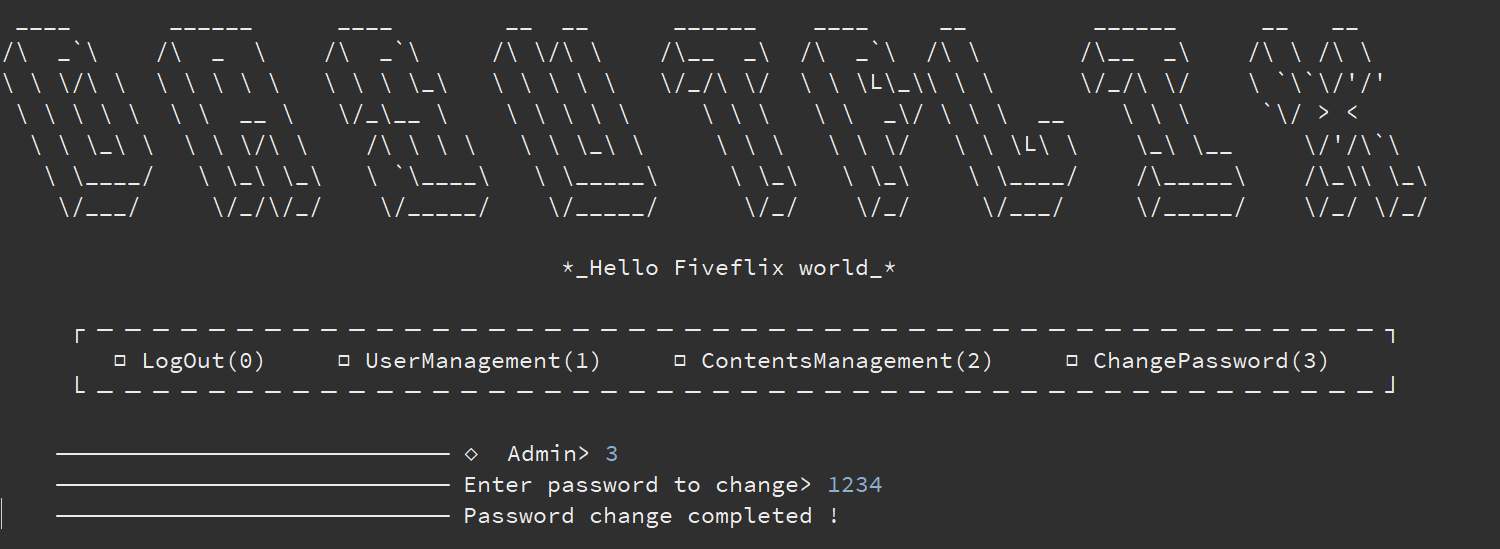 DASUTFLIX
*_Hello Fiveflix world_*
LogOut(0) UserManagement(1) ContentsManagement(2) ChangePassword(3)
Admin> 3
Enter password to change> 1234
Password change completed !